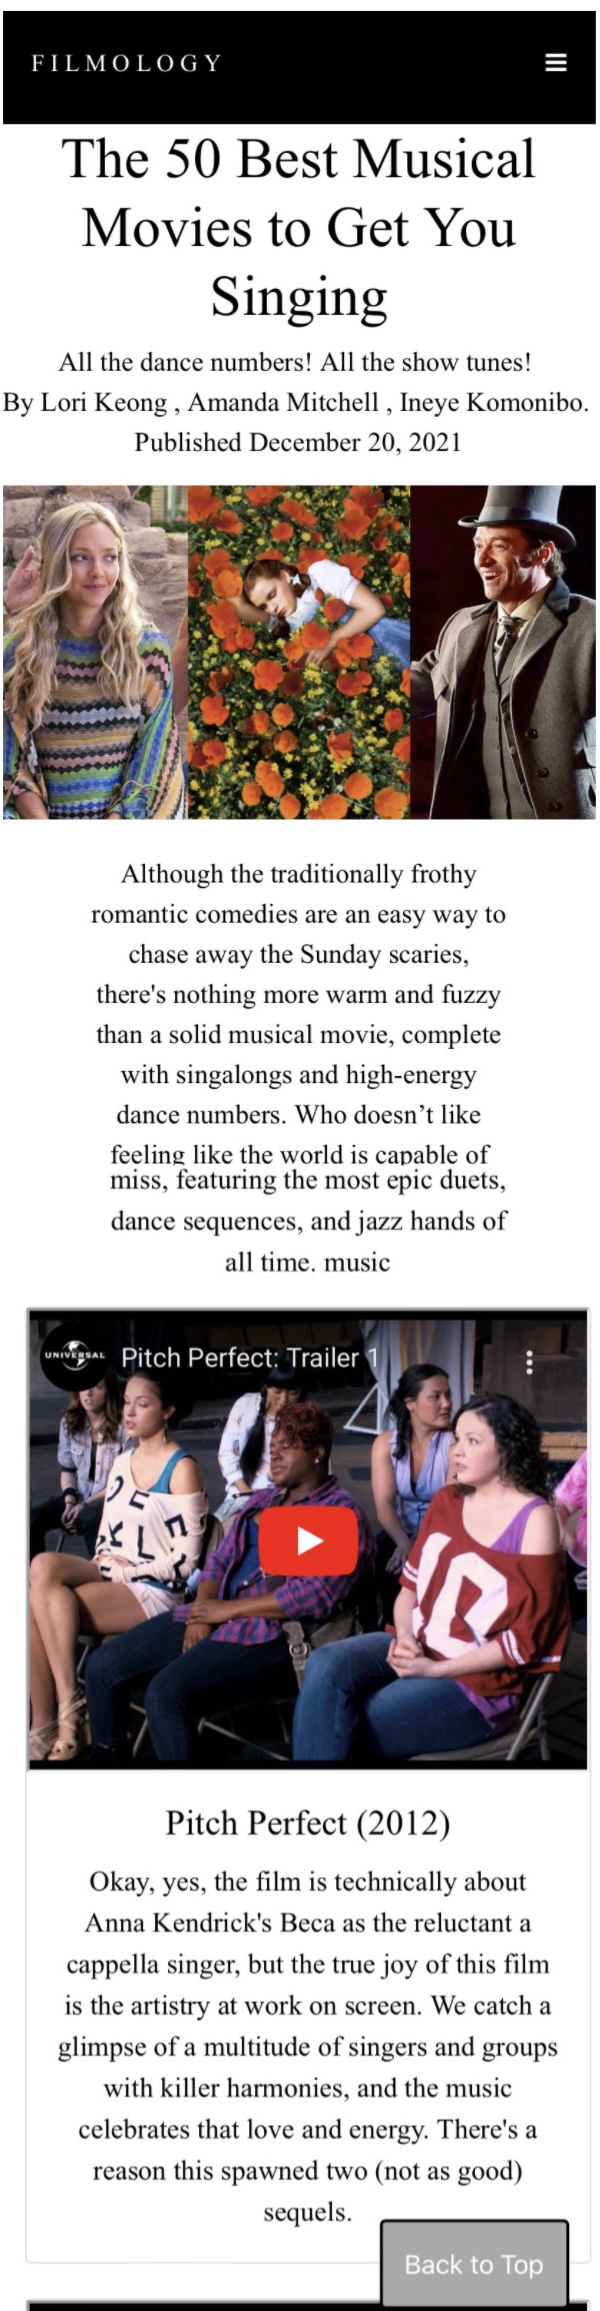 FILMOLOGY
The 50 Best Musical
Movies to Get You
Singing
All the dance numbers! All the show tunes!
By Lori Keong , Amanda Mitchell , Ineye Komonibo.
Published December 20, 2021
Although the traditionally frothy
romantic comedies are an easy way to
chase away the Sunday scaries,
there's nothing more warm and fuzzy
than a solid musical movie, complete
with singalongs and high-energy
dance numbers. Who doesn’t like
feeling like the world is capable of
miss, featuring the most epic duets,
dance sequences, and jazz hands of
all time. music
UNIVERSAL
Pitch Perfect: Trailer 1
10
Pitch Perfect (2012)
Okay, yes, the film is technically about
Anna Kendrick's Beca as the reluctant a
cappella singer, but the true joy of this film
is the artistry at work on screen. We catch a
glimpse of a multitude of singers and groups
with killer harmonies, and the music
celebrates that love and energy. There's a
reason this spawned two (not as good)
sequels.
Back to Top